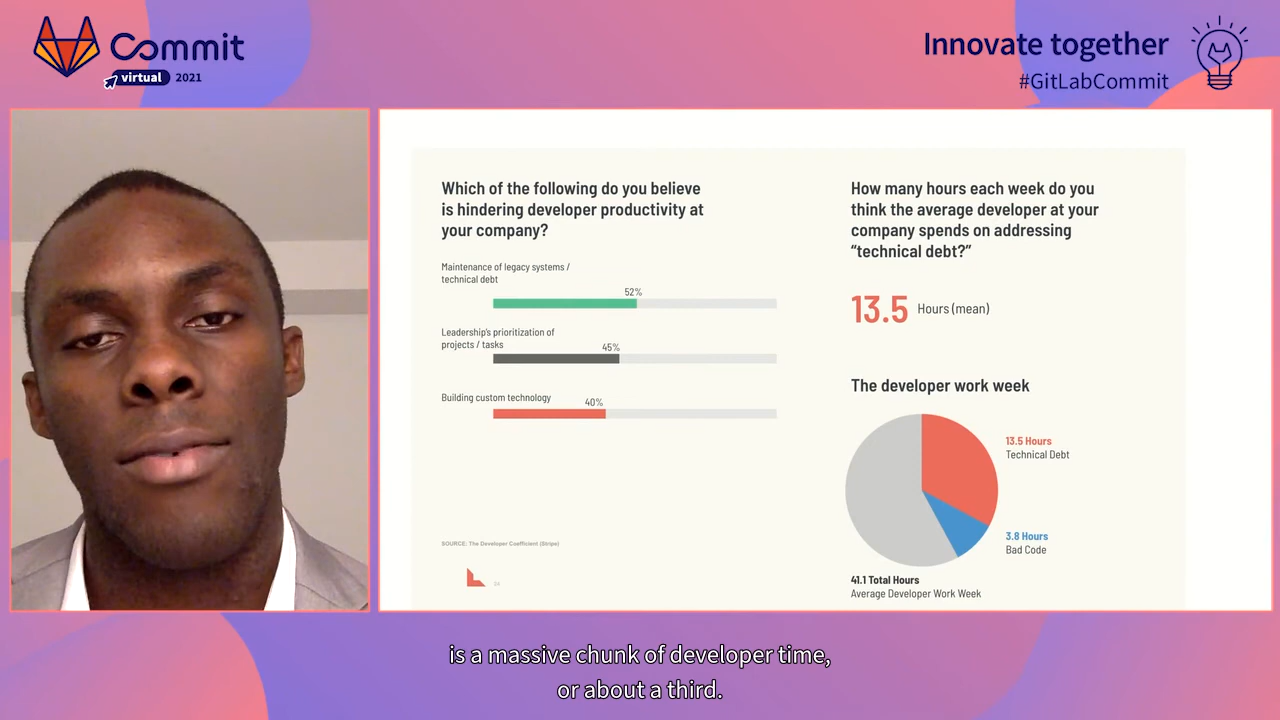 Commit
virtual 2021
Innovate together
#GitLabCommit
Which of the following do you believe
is hindering developer productivity at
your company?
Maintenance of legacy systems /
technical debt
52%
Leadership's prioritization of
projects / tasks
45%
Building custom technology
40%
SOURCE: The Developer Coefficient (Stripe)
24
How many hours each week do you
think the average developer at your
company spends on addressing
“technical debt?”
13.5 Hours (mean)
The developer work week
13.5 Hours
Technical Debt
3.8 Hours
Bad Code
41.1 Total Hours
Average Developer Work Week
is a massive chunk of developer time,
or about a third.